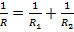 1/R = 1/R₁ + 1/R₂